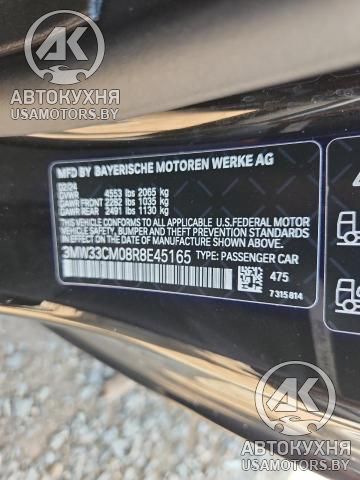 АК
АВТОКУХНЯ
USAMOTORS.BY
MFD BY BAYERISCHE MOTOREN WERKE AG
02/24
GVWR 4553 lbs 2065 kg
GAWR FRONT 2282 lbs 1035 kg
GAWR REAR 2491 lbs 1130 kg
THIS VEHICLE CONFORMS TO ALL APPLICABLE U.S.FEDERAL MOTOR
VEHICLE SAFETY, BUMPER, AND THEFT PREVENTION STANDARDS IN
EFFECT ON THE DATE OF MANUFACTURE SHOWN ABOVE.
3MW33CM08R8E45165 TYPE: PASSENGER CAR
475
7315814
АК
АВТОКУХНЯ
USAMOTORS.BY